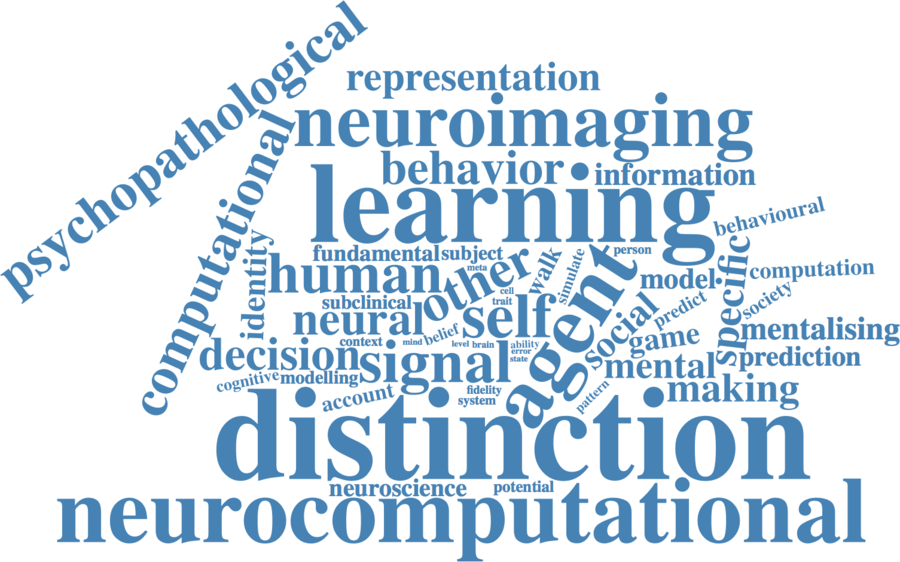 psychopathological
representation
neuroimaging
computational
behavior
information
learning
behavioural
identity
fundamental
subject
person
human
meta
other
walk
simulate
agent
model
specific
computation
cell
trait
subclinical
neural
self
social
predict
society
context
mind
belief
level
brain
ability
error
state
game
mentalising
decision
signal
mental
prediction
cognitive
modelling
account
fidelity
system
pattern
making
distinction
neuroscience
potential
neurocomputational